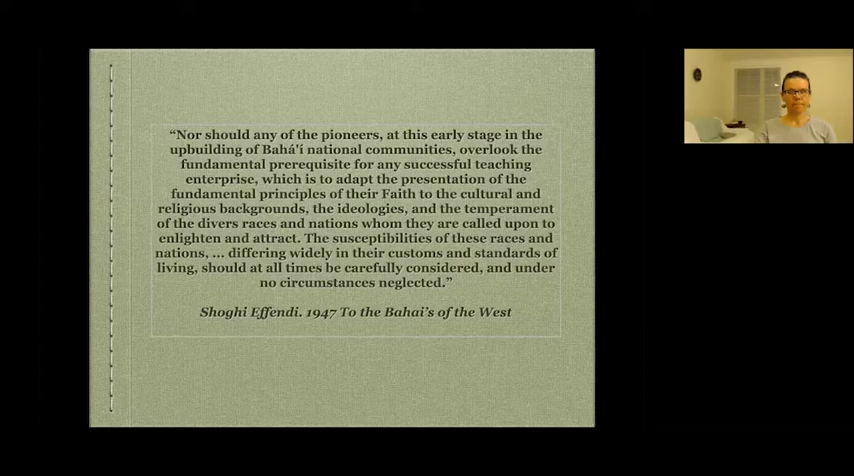 “Nor should any of the pioneers, at this early stage in the
upbuilding of Bahá'í national communities, overlook the
fundamental prerequisite for any successful teaching
enterprise, which is to adapt the presentation of the
fundamental principles of their Faith to the cultural and
religious backgrounds, the ideologies, and the temperament
of the divers races and nations whom they are called upon to
enlighten and attract. The susceptibilities of these races and
nations, ... differing widely in their customs and standards of
living, should at all times be carefully considered, and under
no circumstances neglected.”
Shoghi Effendi. 1947 To the Bahai’s of the West